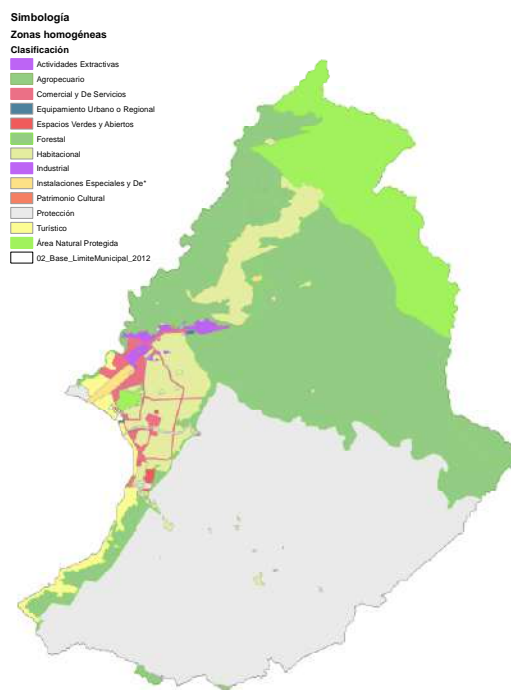 Simbología
Zonas homogéneas
Clasificación
Actividades Extractivas
Agropecuario
Comercial y De Servicios
Equipamiento Urbano o Regional
Espacios Verdes y Abiertos
Forestal
Habitacional
Industrial
Instalaciones Especiales y De*
Patrimonio Cultural
Protección
Turístico
Área Natural Protegida
02_Base_LimiteMunicipal_2012